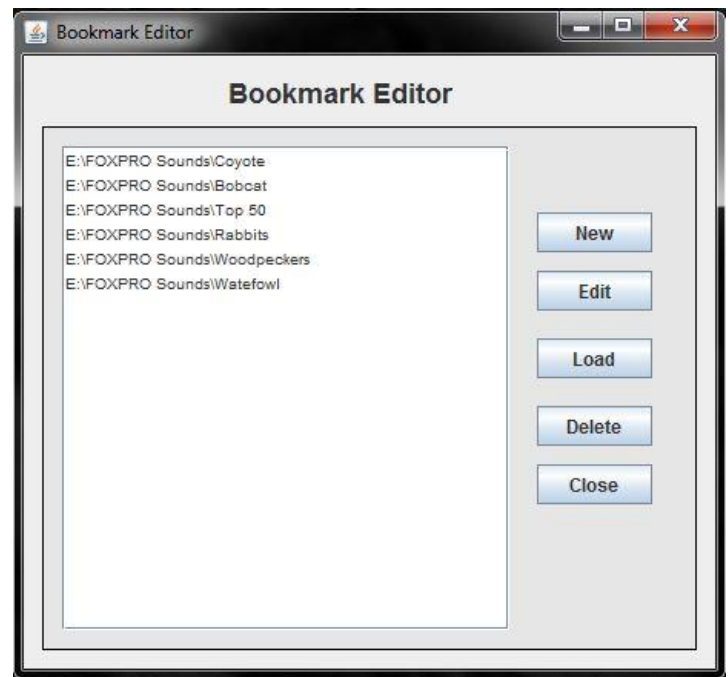 Bookmark Editor
Bookmark Editor
E:\FOXPRO Sounds\Coyote
E:\FOXPRO Sounds\Bobcat
E:\FOXPRO Sounds\Top 50
E:\FOXPRO Sounds\Rabbits
E:\FOXPRO Sounds\Woodpeckers
E:\FOXPRO Sounds\Watefowl
New
Edit
Load
Delete
Close